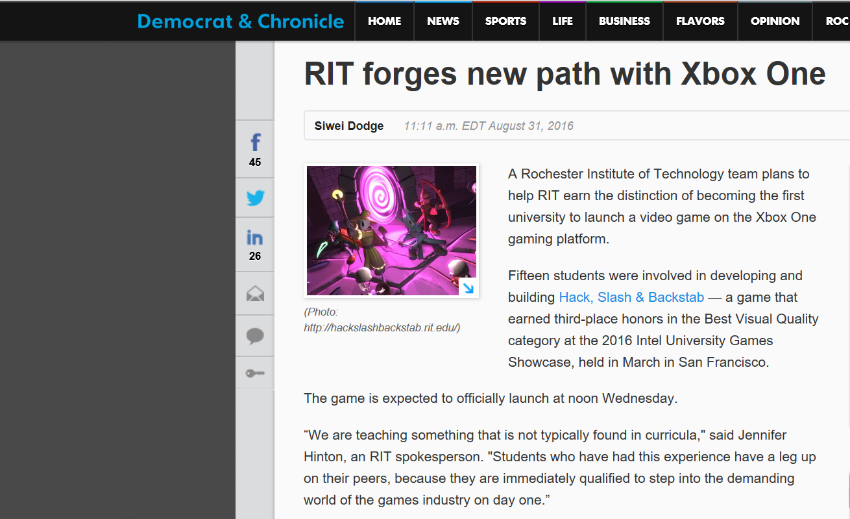 Democrat & Chronicle
HOME NEWS SPORTS LIFE BUSINESS FLAVORS OPINION ROC
RIT forges new path with Xbox One
Siwei Dodge 11:11 a.m. EDT August 31, 2016
45
26
(Photo:
http://hackslashbackstab.rit.edu/)
A Rochester Institute of Technology team plans to
help RIT earn the distinction of becoming the first
university to launch a video game on the Xbox One
gaming platform.
Fifteen students were involved in developing and
building Hack, Slash & Backstab — a game that
earned third-place honors in the Best Visual Quality
category at the 2016 Intel University Games
Showcase, held in March in San Francisco.
The game is expected to officially launch at noon Wednesday.
“We are teaching something that is not typically found in curricula," said Jennifer
Hinton, an RIT spokesperson. "Students who have had this experience have a leg up
on their peers, because they are immediately qualified to step into the demanding
world of the games industry on day one.”